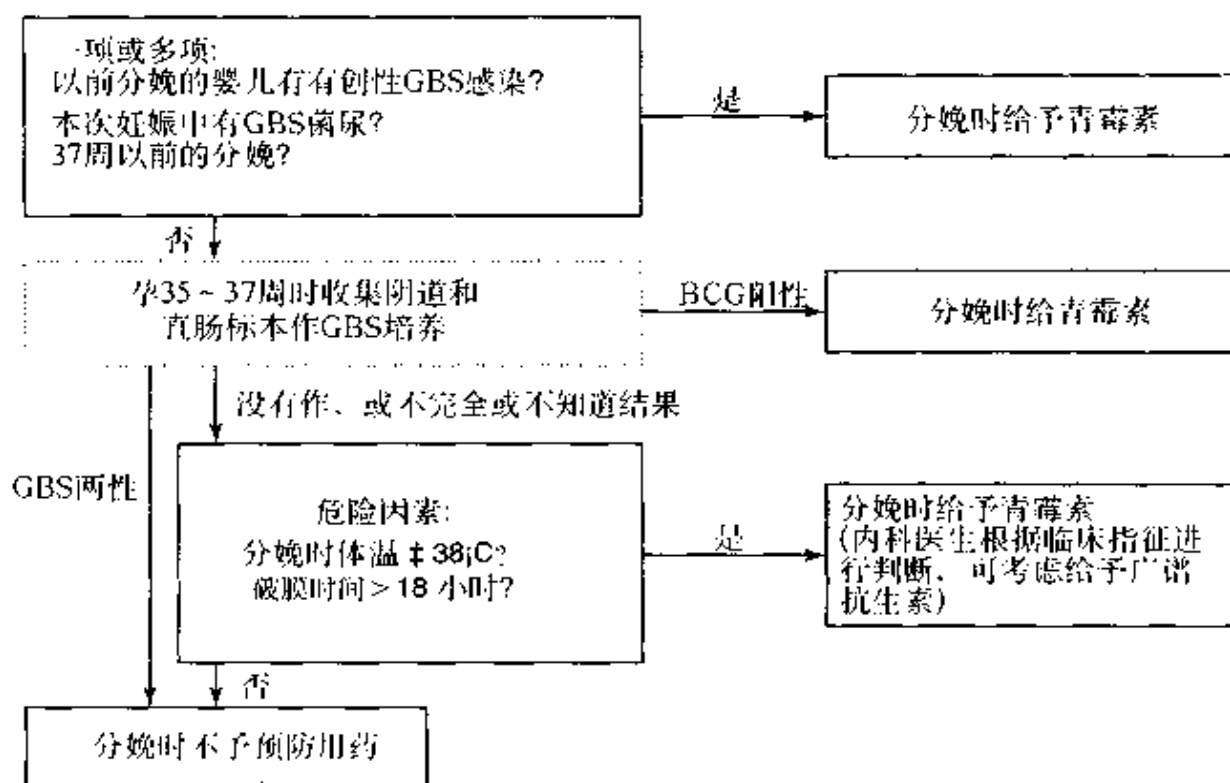 一项或多项:
以前分娩的婴儿有有创性GBS感染?
本次妊娠中有GBS菌尿?
37周以前的分娩?
是
分娩时给予青霉素
否
孕35~37周时收集阴道和
直肠标本作GBS培养
BCG阳性
分娩时给青霉素
没有作、或不完全或不知道结果
GBS两性
危险因素:
分娩时体温‡38¡C?
破膜时间>18小时?
是
分娩时给予青霉素
(内科医生根据临床指征进
行判断、可考虑给予广谱
抗生素)
否
分娩时不予预防用药